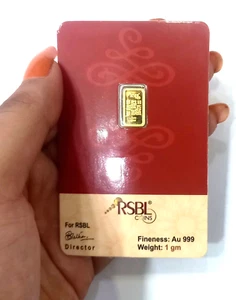 RSBL
COINS
For RSBL
Director
Fineness: Au 999
Weight: 1 gm